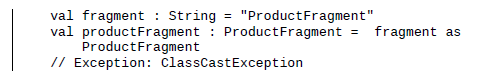 val fragment : String = "ProductFragment"
val productFragment : ProductFragment =  fragment as
    ProductFragment
// Exception: ClassCastException